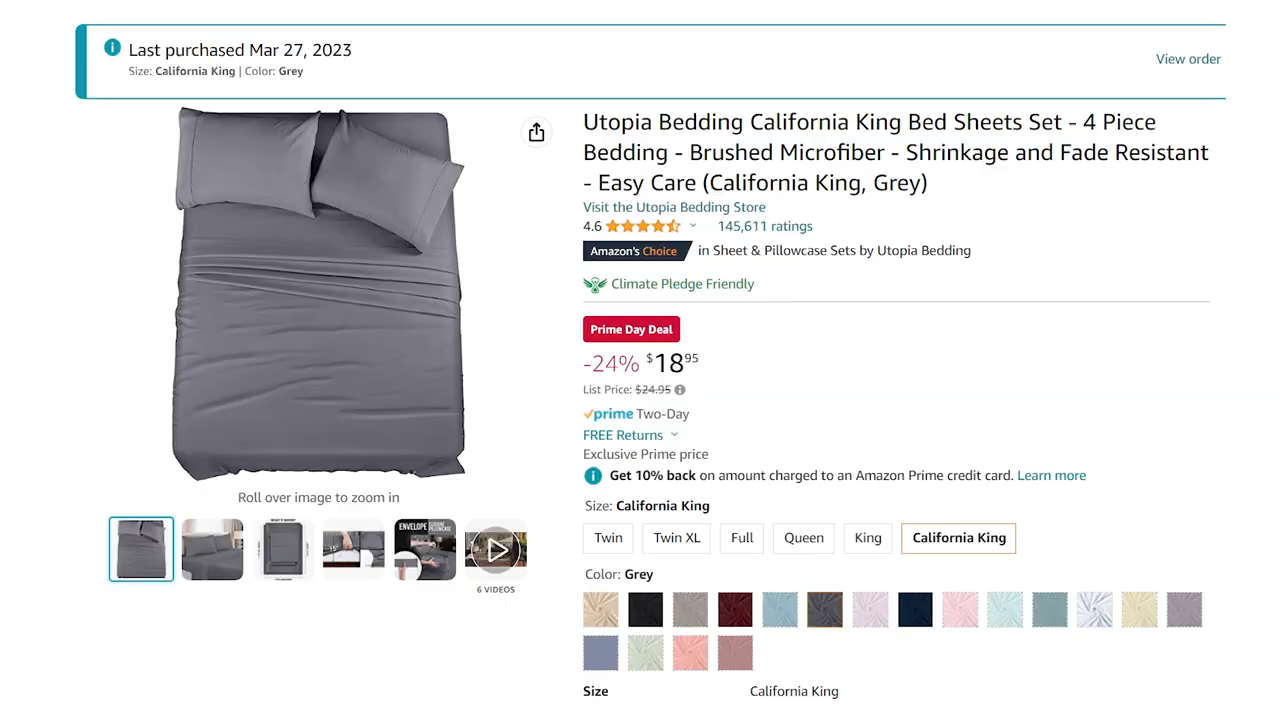 Last purchased Mar 27, 2023
View order
Size: California King | Color: Grey
Utopia Bedding California King Bed Sheets Set - 4 Piece
Bedding - Brushed Microfiber - Shrinkage and Fade Resistant
- Easy Care (California King, Grey)
Visit the Utopia Bedding Store
4.6 145,611 ratings
Amazon's Choice in Sheet & Pillowcase Sets by Utopia Bedding
Climate Pledge Friendly
Prime Day Deal
-24% $18 95
List Price: $24.95
prime Two-Day
FREE Returns
Exclusive Prime price
Get 10% back on amount charged to an Amazon Prime credit card. Learn more
Size: California King
Twin Twin XL Full Queen King California King
Color: Grey
Size California King
Roll over image to zoom in
ENVELOPE
15"
6 VIDEOS